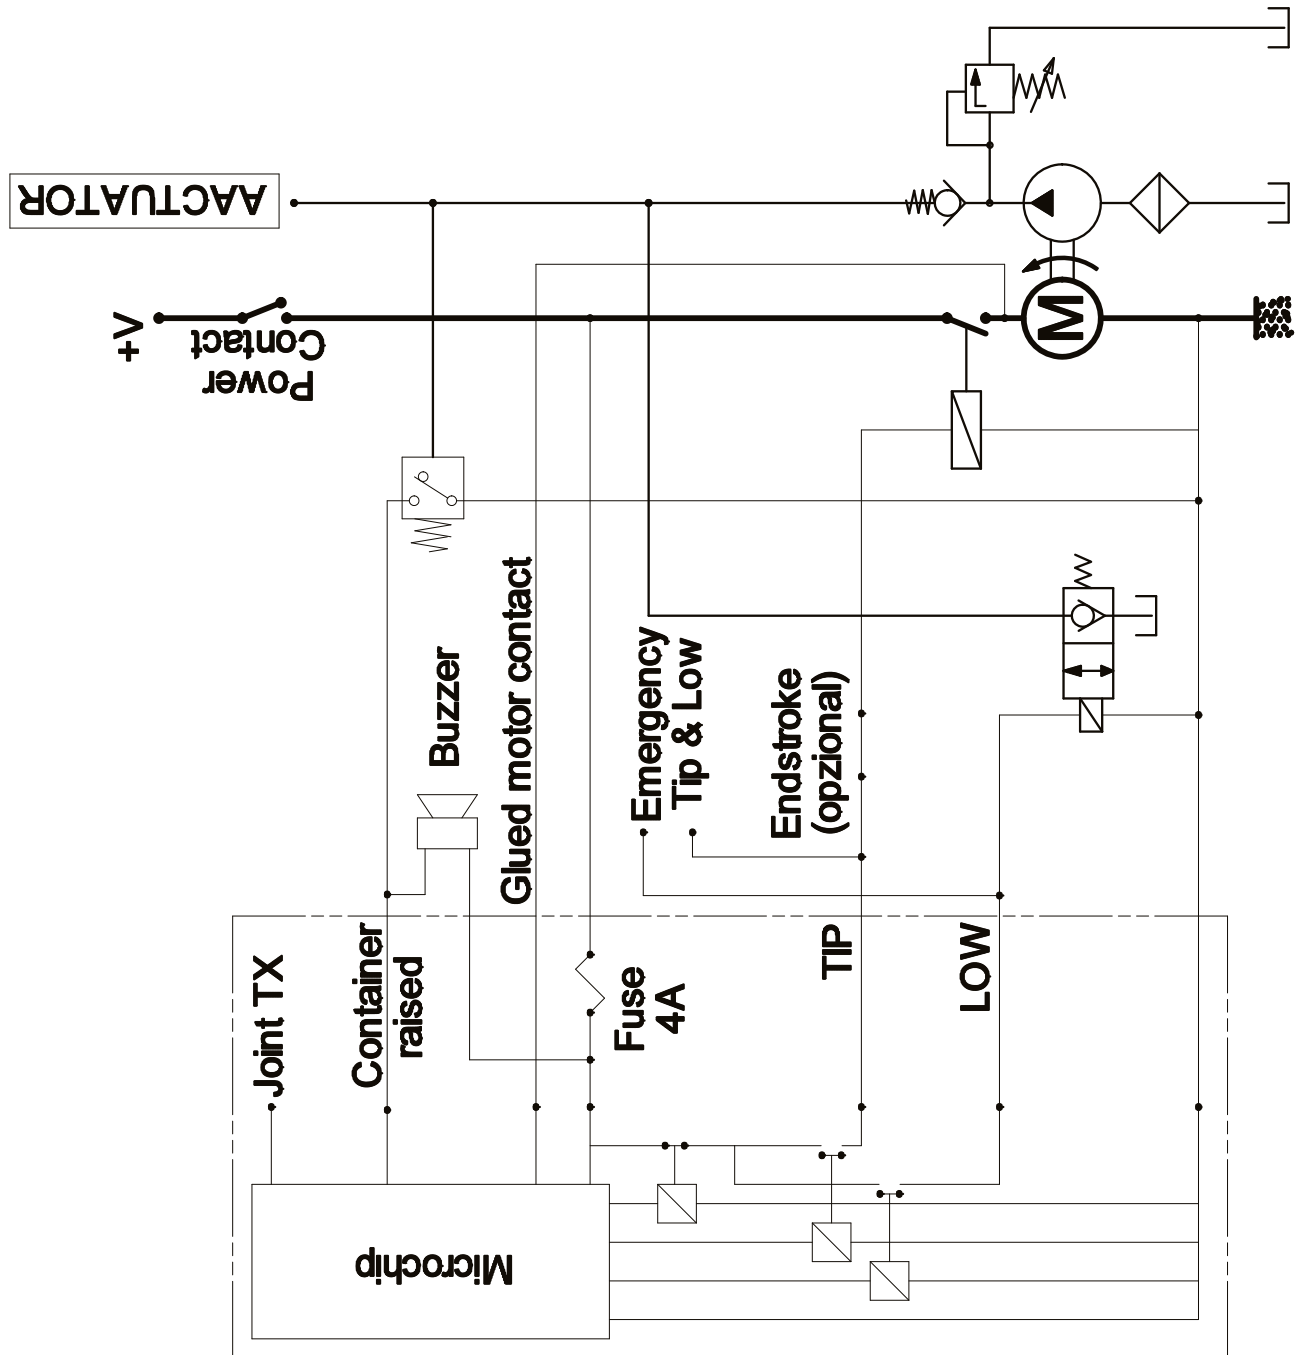 AACTUATOR
+V
Power
Contact
M
Buzzer
Glued motor contact
Emergency
Tip & Low
Endstroke
(opzional)
Joint TX
Container
raised
Fuse
4A
TIP
LOW
Microchip